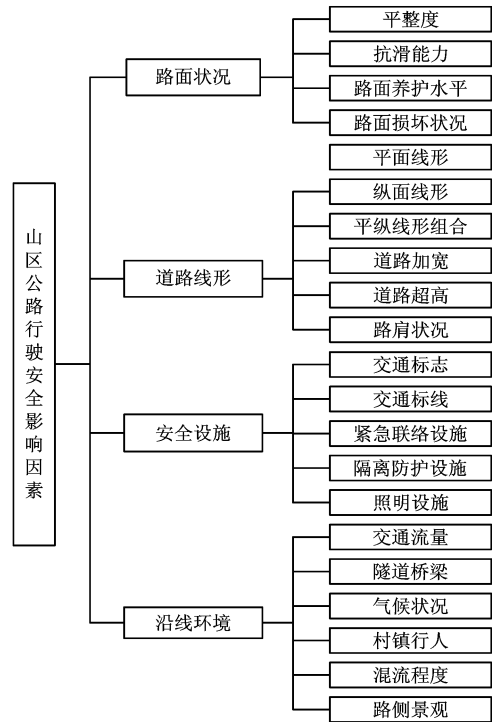 山区公路行驶安全影响因素
路面状况
平整度
抗滑能力
路面养护水平
路面损坏状况
道路线形
平面线形
纵面线形
平纵线形组合
道路加宽
道路超高
路肩状况
安全设施
交通标志
交通标线
紧急联络设施
隔离防护设施
照明设施
沿线环境
交通流量
隧道桥梁
气候状况
村镇行人
混流程度
路侧景观